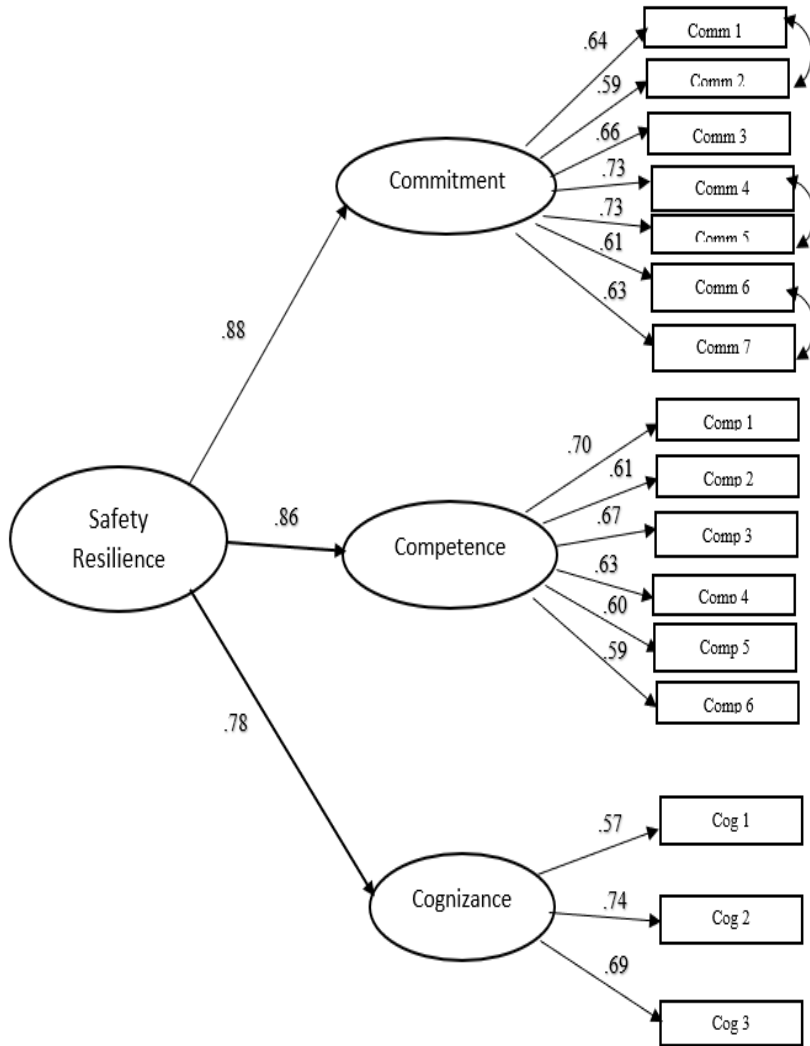 Comm 1
.64
.59
Comm 2
.66
Comm 3
Commitment
.73
Comm 4
.73
Comm 5
.61
Comm 6
.63
Comm 7
.88
Comp 1
.70
.61
Comp 2
Safety
Resilience
.86
Competence
.67
Comp 3
.63
Comp 4
.60
Comp 5
.59
Comp 6
.78
.57
Cog 1
Cognizance
.74
Cog 2
.69
Cog 3